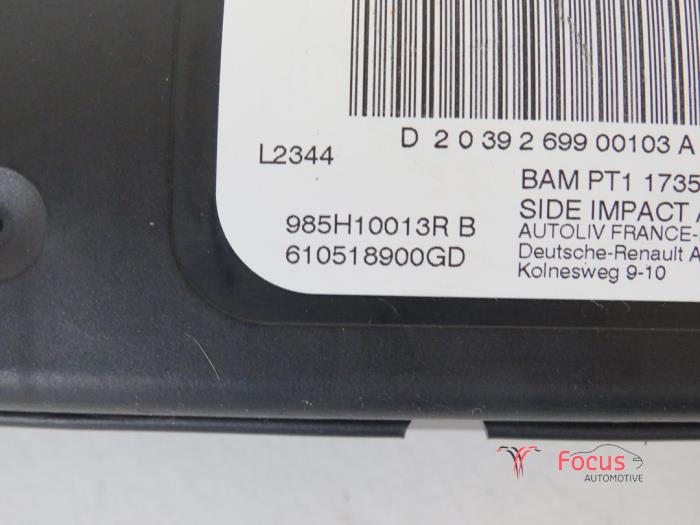 D 2 0 39 2 699 00103 A
L2344
BAM PT1 1735
985H10013R B
SIDE IMPACT
610518900GD
AUTOLIV FRANCE-
Deutsche-Renault A
Kolnesweg 9-10
Focus
AUTOMOTIVE